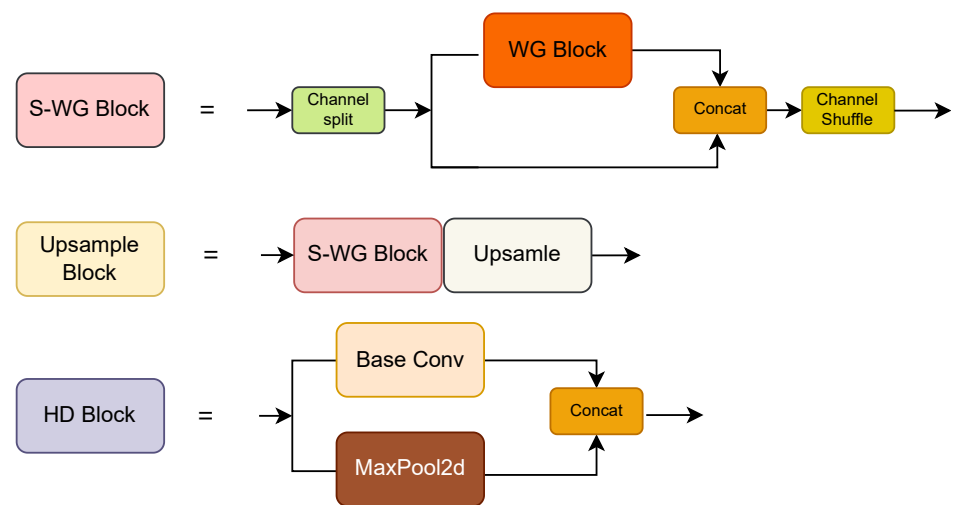 WG Block
S-WG Block
=
Channel
split
Concat
Channel
Shuffle
Upsample
Block
=
S-WG Block
Upsamle
Base Conv
HD Block
=
Concat
MaxPool2d